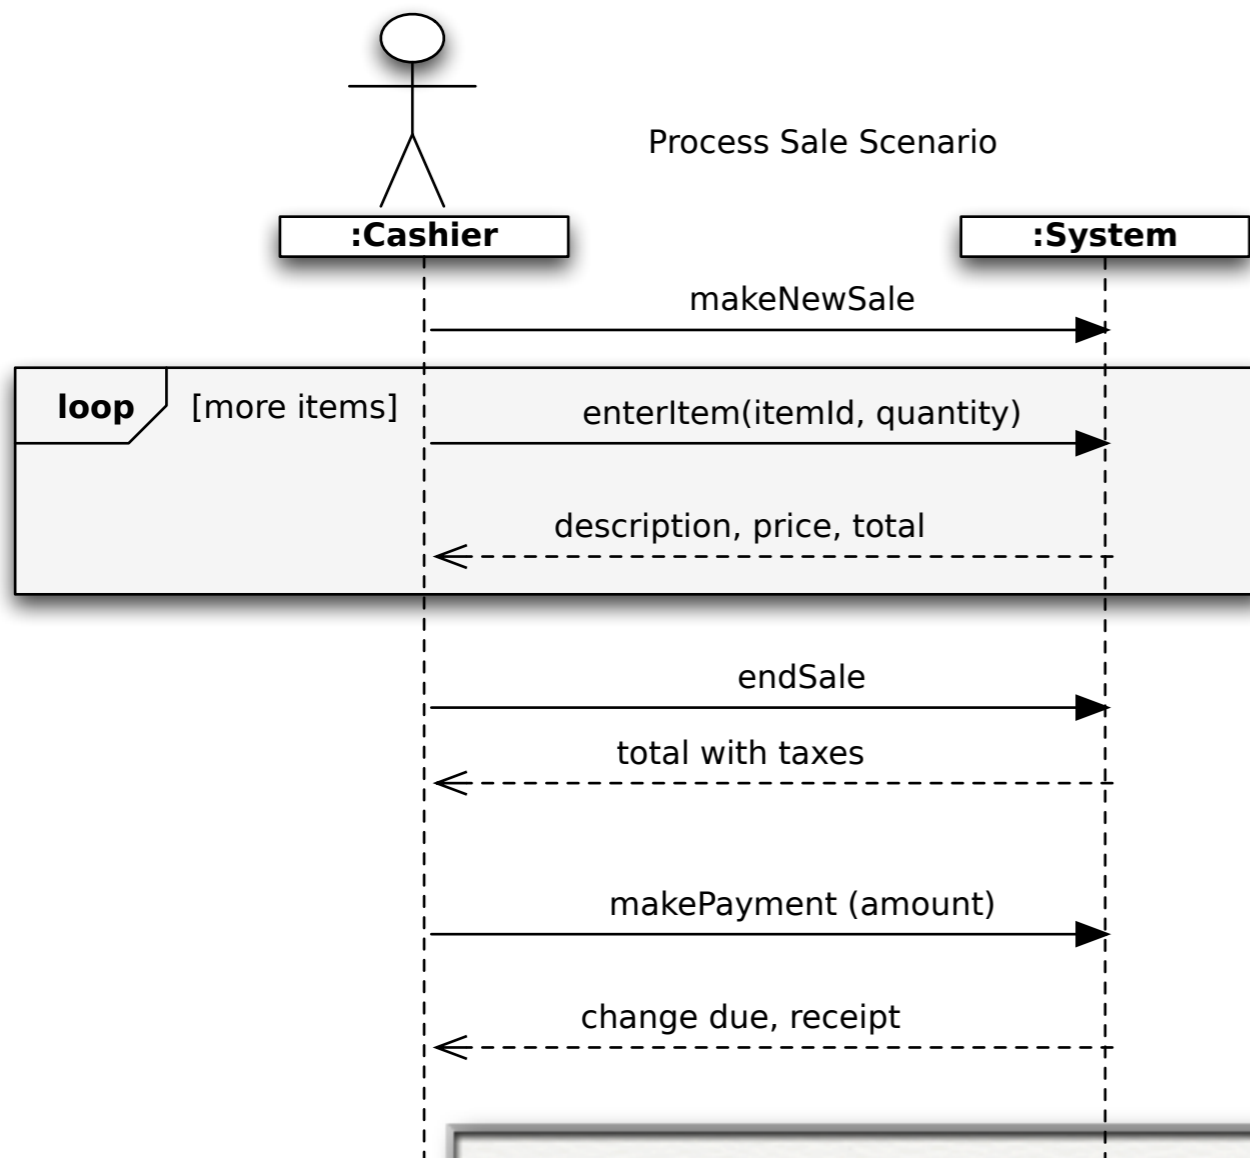 Process Sale Scenario
:Cashier
:System
makeNewSale
loop
[more items]
enterItem(itemId, quantity)
description, price, total
endSale
total with taxes
makePayment (amount)
change due, receipt